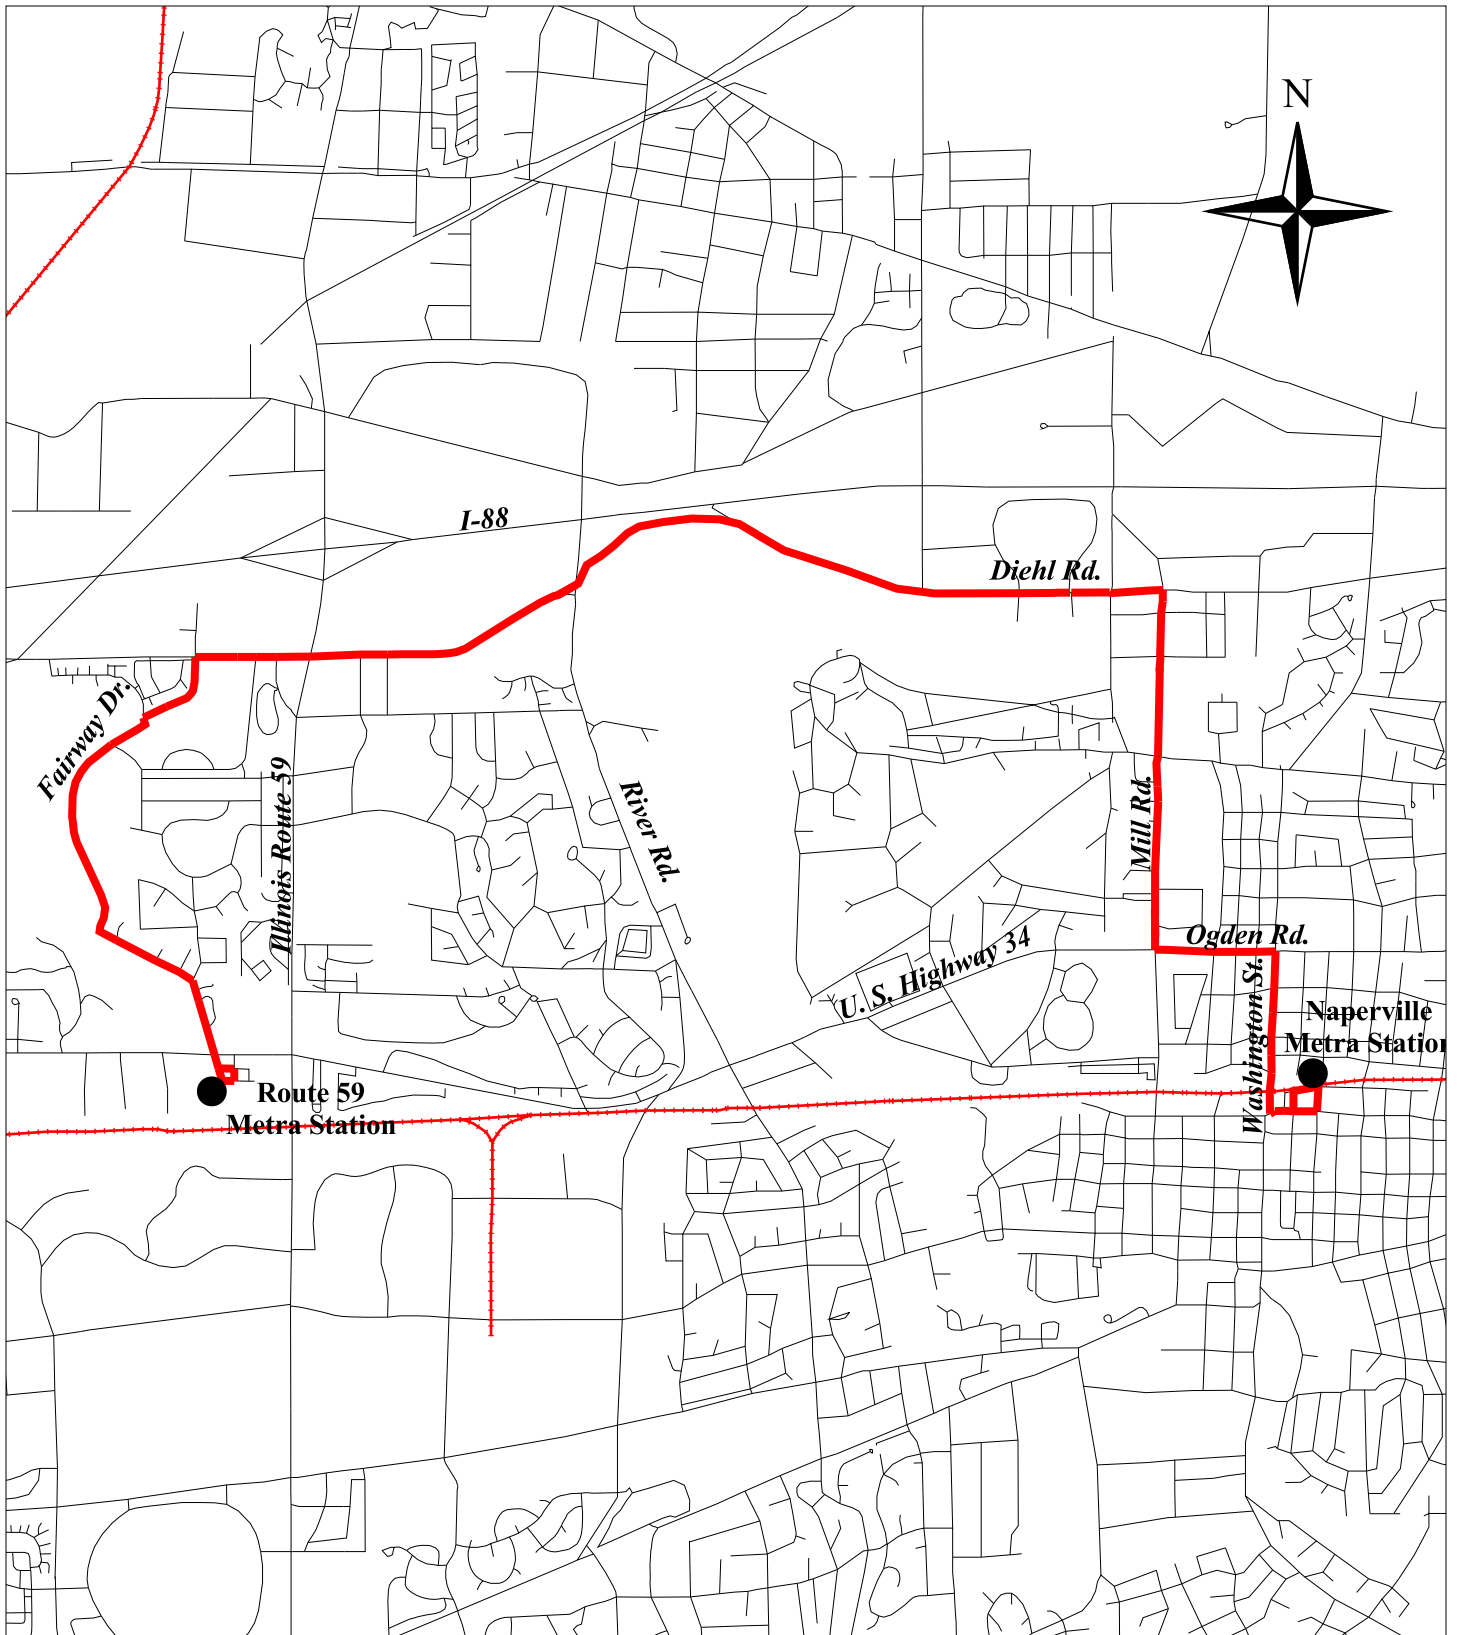 N
I-88
Diehl Rd.
Fairway Dr.
Illinois Route 59
River Rd.
Mill Rd.
Ogden Rd.
U. S. Highway 34
Washington St.
Naperville
Metra Station
Route 59
Metra Station